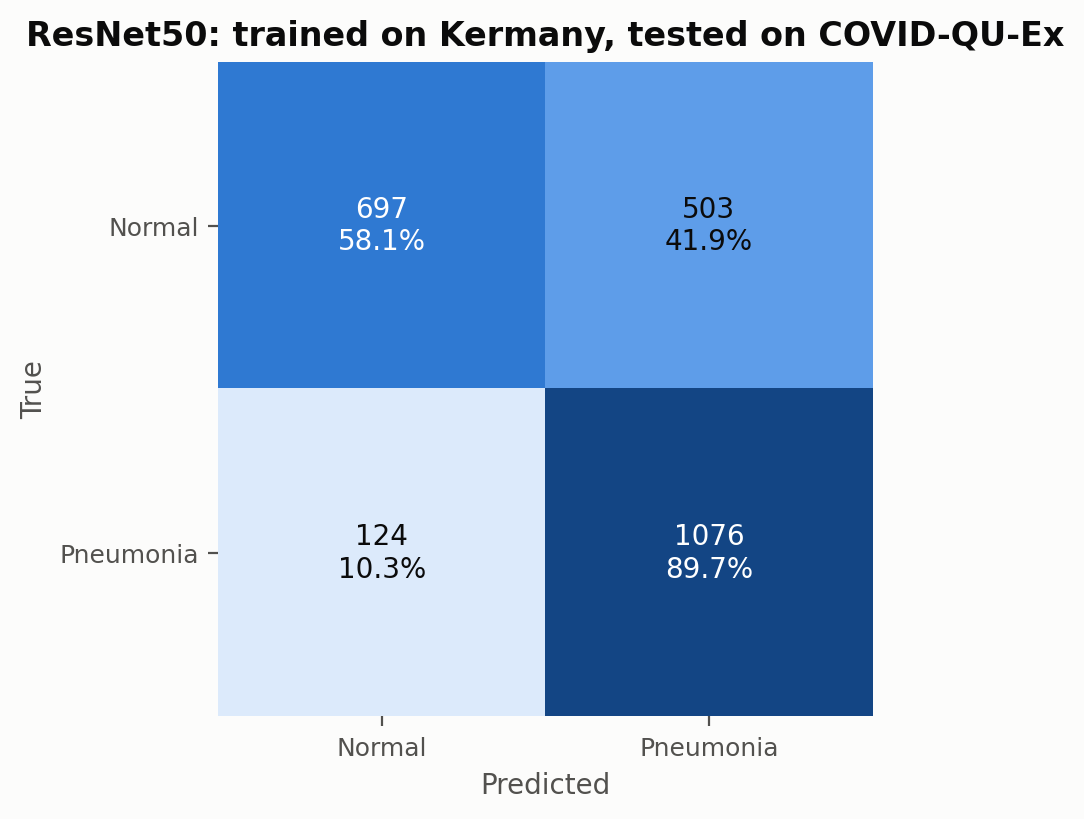 ResNet50: trained on Kermany, tested on COVID-QU-Ex
Normal
697
58.1%
503
41.9%
True
Pneumonia
124
10.3%
1076
89.7%
Normal
Pneumonia
Predicted